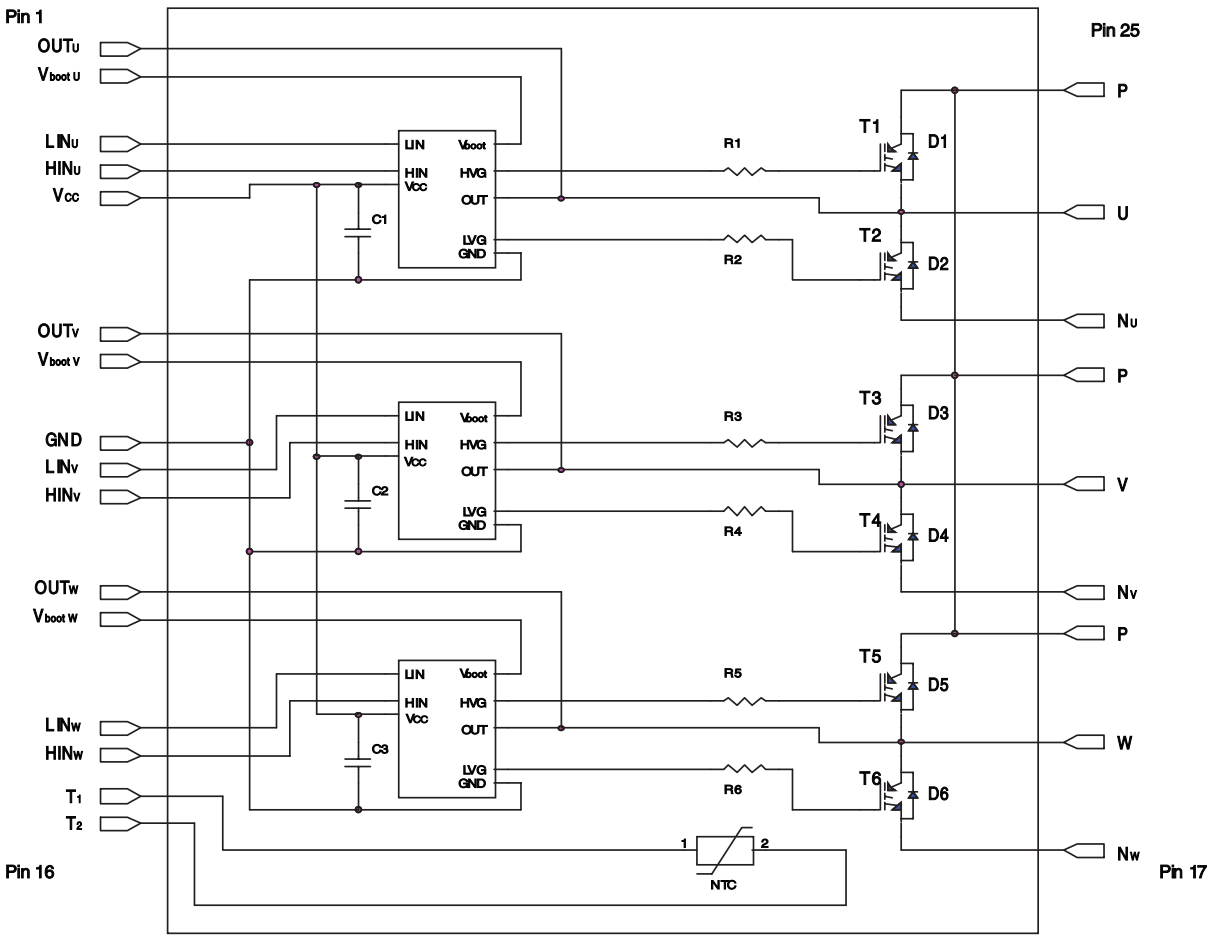 Pin 1
Pin 25
OUTU
Vboot U
P
T1
D1
R1
LINU
LIN
Vboot
HINU
HIN
HVG
VCC
Vcc
OUT
U
C1
T2
LVG
GND
R2
D2
NU
OUTV
Vboot V
P
T3
D3
R3
LIN
Vboot
GND
HIN
HVG
Vcc
LINV
OUT
V
HINV
C2
LVG
T4
GND
R4
D4
OUTW
NV
Vboot W
P
T5
R5
LIN
Vboot
D5
HIN
HVG
Vcc
LINW
OUT
W
HINW
C3
LVG
T6
GND
R6
D6
T1
T2
1
2
NTC
NW
Pin 16
Pin 17